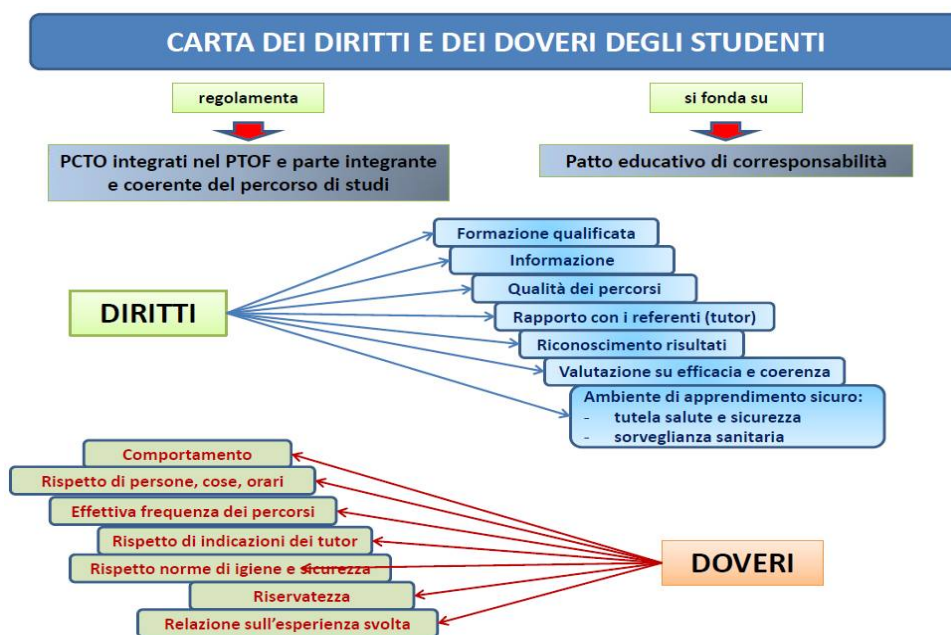 CARTA DEI DIRITTI E DEI DOVERI DEGLI STUDENTI
regolamenta
si fonda su
PCTO integrati nel PTOF e parte integrante
e coerente del percorso di studi
Patto educativo di corresponsabilità
DIRITTI
Formazione qualificata
Informazione
Qualità dei percorsi
Rapporto con i referenti (tutor)
Riconoscimento risultati
Valutazione su efficacia e coerenza
Ambiente di apprendimento sicuro:
- tutela salute e sicurezza
- sorveglianza sanitaria
Comportamento
Rispetto di persone, cose, orari
Effettiva frequenza dei percorsi
Rispetto di indicazioni dei tutor
Rispetto norme di igiene e sicurezza
Riservatezza
Relazione sull'esperienza svolta
DOVERI